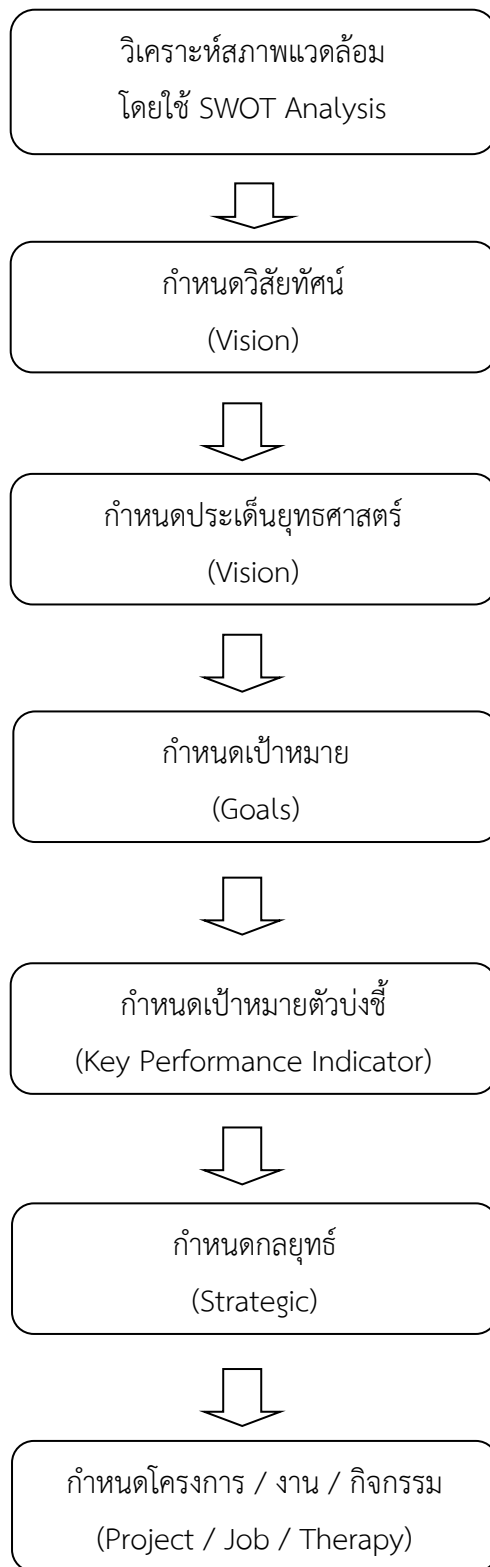 วิเคราะห์สภาพแวดล้อม
โดยใช้ SWOT Analysis
กำหนดวิสัยทัศน์
(Vision)
กำหนดประเด็นยุทธศาสตร์
(Vision)
กำหนดเป้าหมาย
(Goals)
กำหนดเป้าหมายตัวบ่งชี้
(Key Performance Indicator)
กำหนดกลยุทธ์
(Strategic)
กำหนดโครงการ / งาน / กิจกรรม
(Project / Job / Therapy)